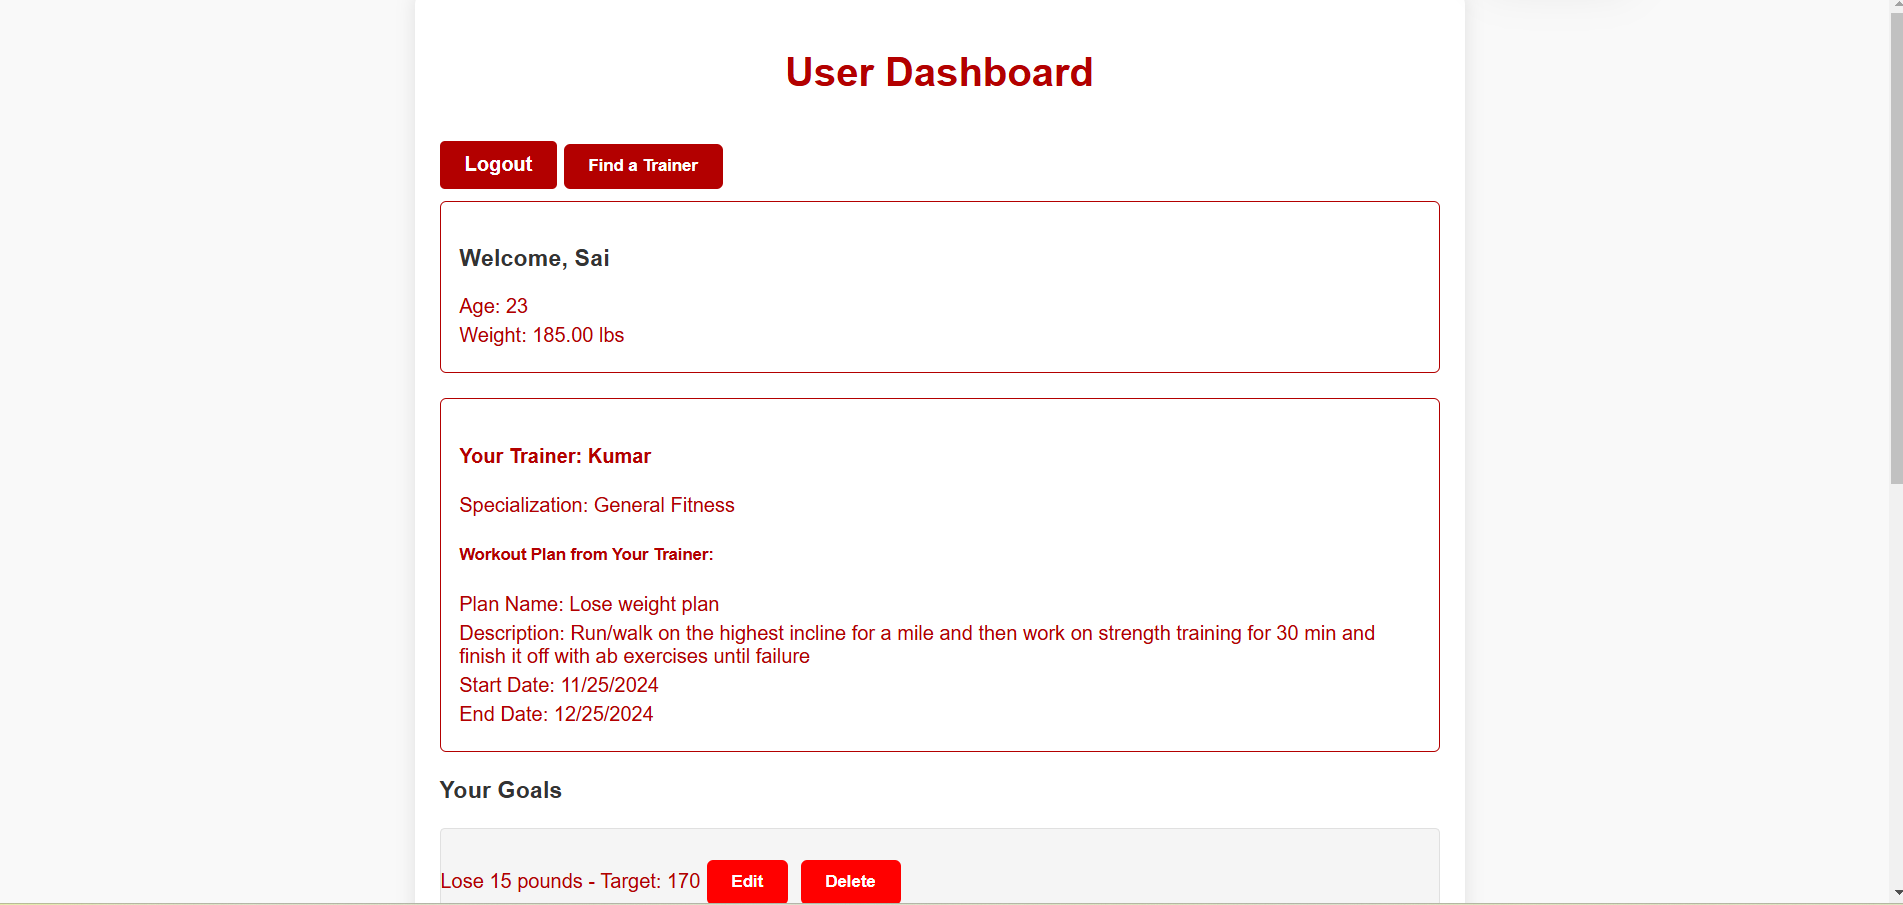 User Dashboard
Logout
Find a Trainer
Welcome, Sai
Age: 23
Weight: 185.00 lbs
Your Trainer: Kumar
Specialization: General Fitness
Workout Plan from Your Trainer:
Plan Name: Lose weight plan
Description: Run/walk on the highest incline for a mile and then work on strength training for 30 min and
finish it off with ab exercises until failure
Start Date: 11/25/2024
End Date: 12/25/2024
Your Goals
Lose 15 pounds - Target: 170
Edit
Delete